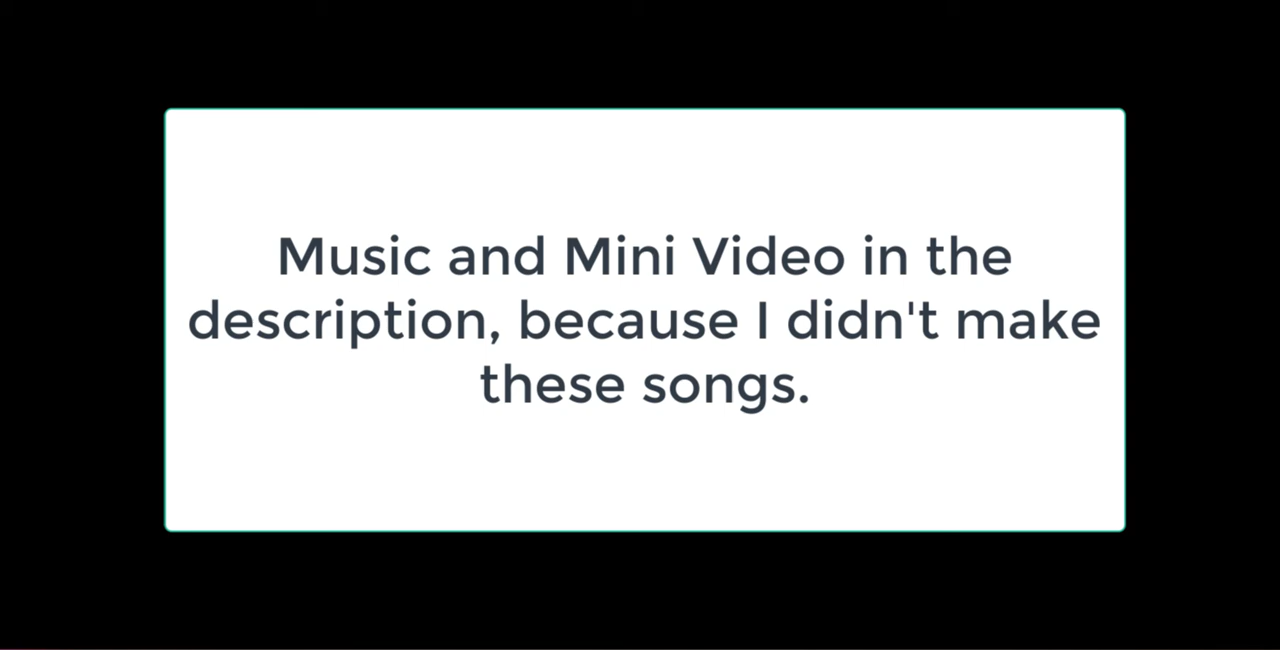 Music and Mini Video in the
description, because I didn't make
these songs.